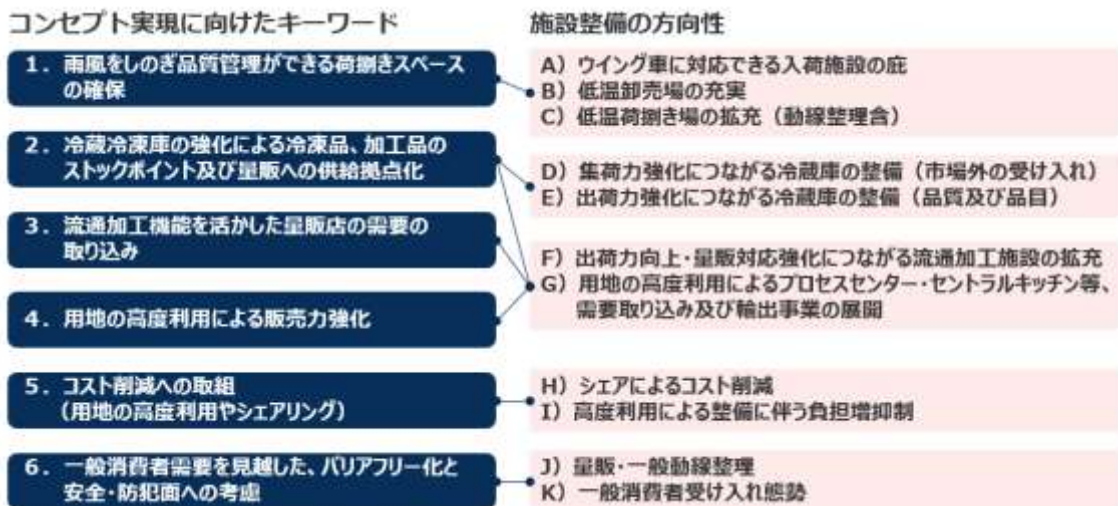 コンセプト実現に向けたキーワード
1．雨風をしのぎ品質管理ができる荷捌きスペース
の確保
2．冷蔵冷凍庫の強化による冷凍品、加工品の
ストックポイント及び量販への供給拠点化
3．流通加工機能を活かした量販店の需要の
取り込み
4．用地の高度利用による販売力強化
5．コスト削減への取組
（用地の高度利用やシェアリング）
6．一般消費者需要を見越した、バリアフリー化と
安全・防犯面への考慮
施設整備の方向性
A）ウイング車に対応できる入荷施設の庇
B）低温卸売場の充実
C）低温荷捌き場の拡充（動線整理含）
D）集荷力強化につながる冷蔵庫の整備（市場外の受け入れ）
E）出荷力強化につながる冷蔵庫の整備（品質及び品目）
F）出荷力向上・量販対応強化につながる流通加工施設の拡充
G）用地の高度利用によるプロセスセンター・セントラルキッチン等、
需要取り込み及び輸出事業の展開
H）シェアによるコスト削減
I）高度利用による整備に伴う負担増抑制
J）量販・一般動線整理
K）一般消費者受け入れ態勢